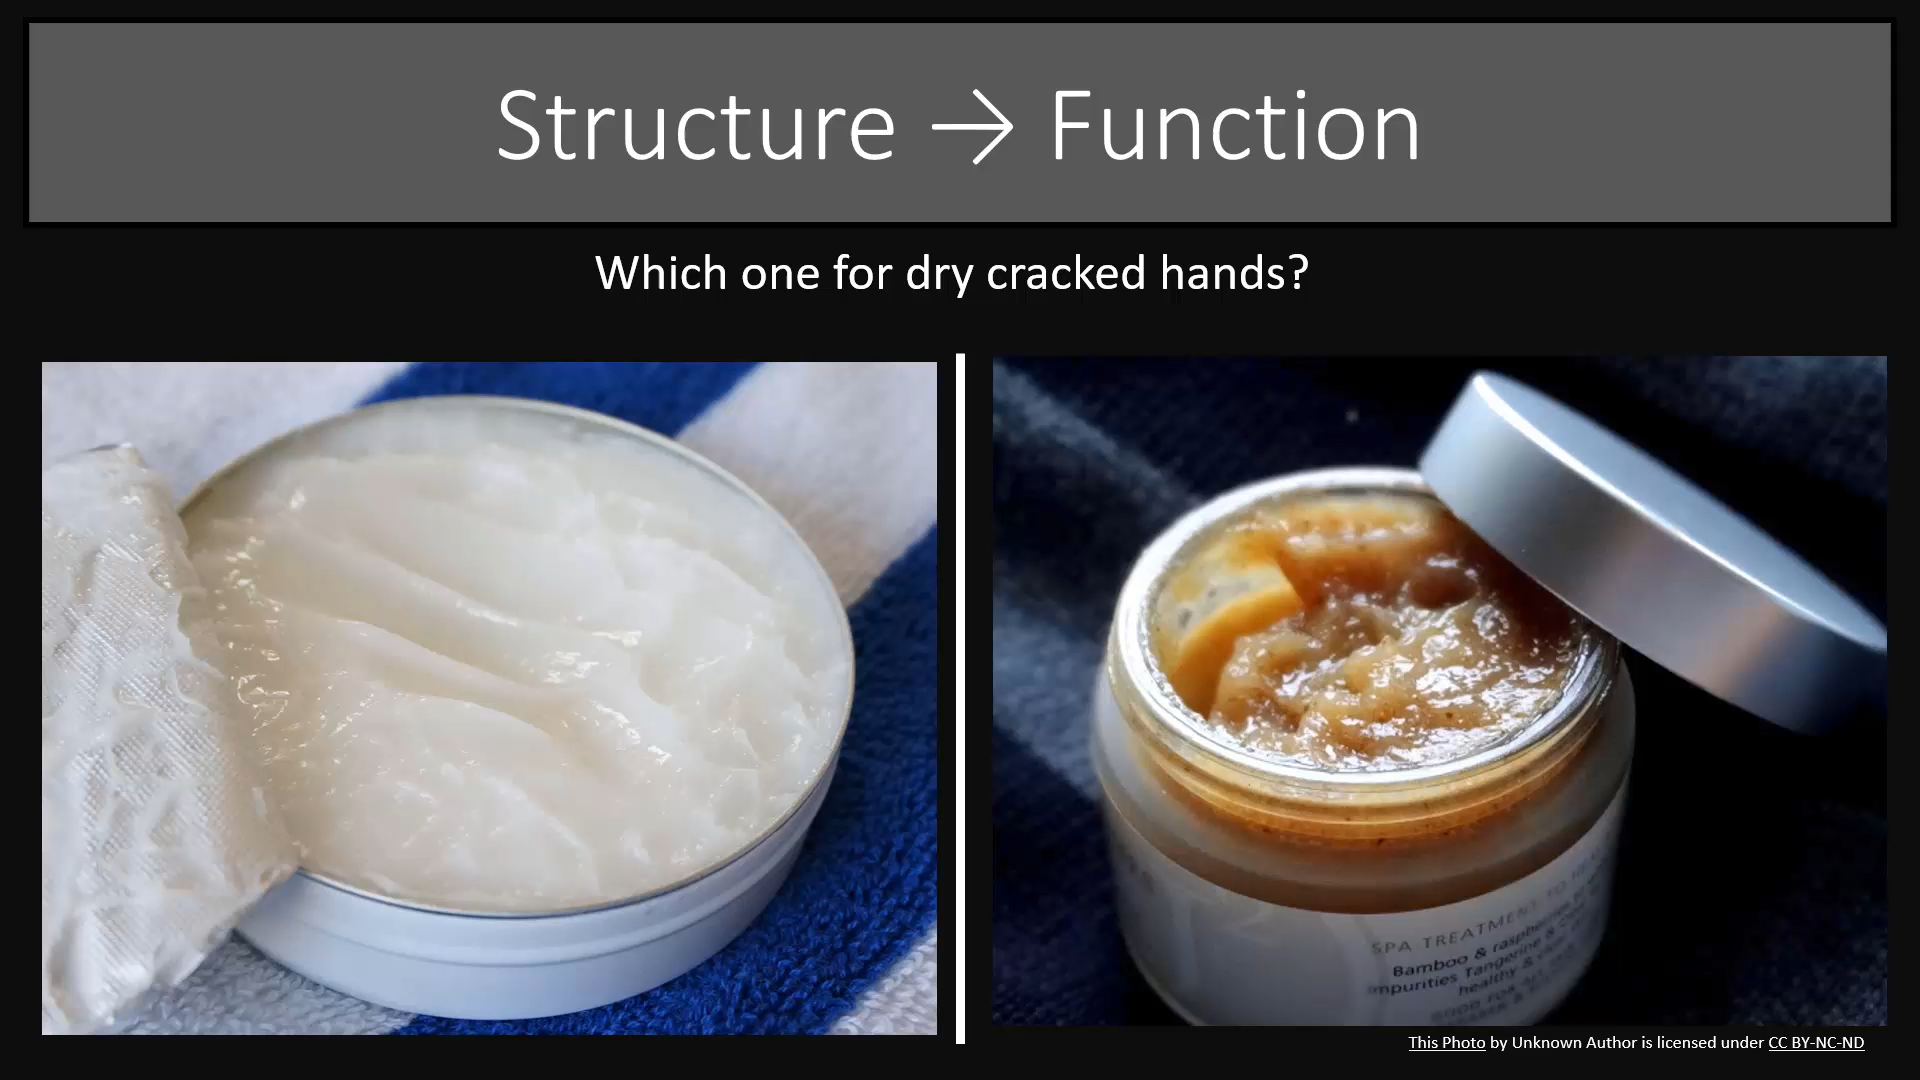 Structure → Function
Which one for dry cracked hands?
SPA TREATMENT TO
Bamboo & raspberries
impurities Tangerine &
healthy &
This Photo by Unknown Author is licensed under CC BY-NC-ND